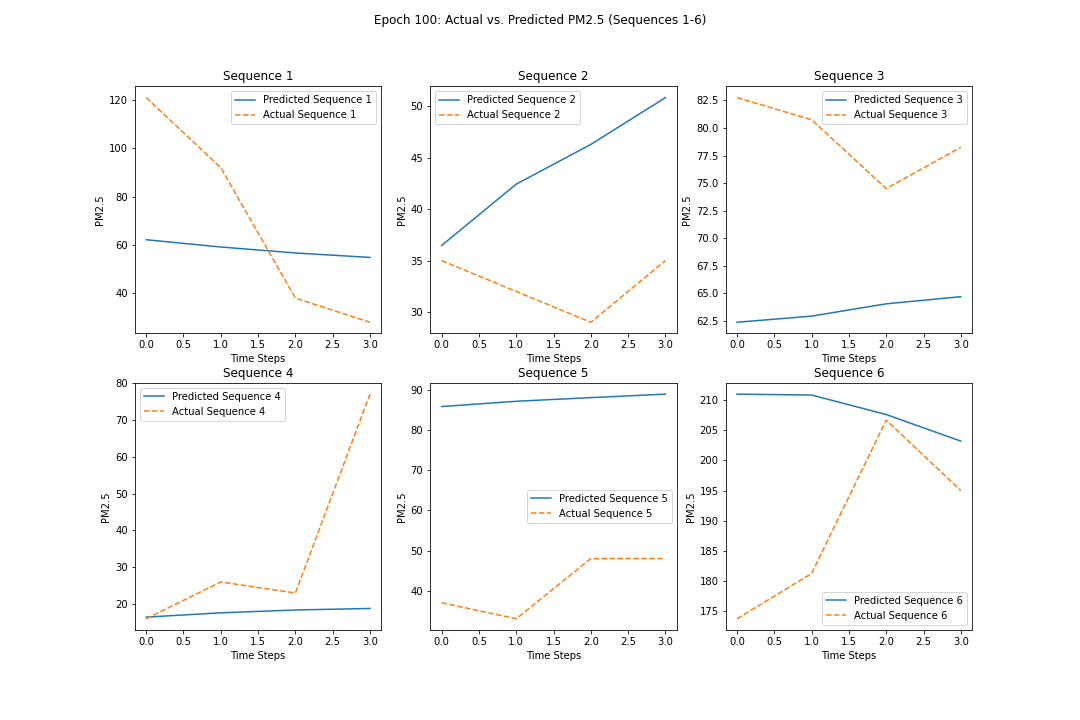 Epoch 100: Actual vs. Predicted PM2.5 (Sequences 1-6)
Sequence 1
120
100
80
60
40
PM2.5
Predicted Sequence 1
Actual Sequence 1
0.0 0.5 1.0 1.5 2.0 2.5 3.0
Time Steps
Sequence 2
50
45
40
35
30
PM2.5
Predicted Sequence 2
Actual Sequence 2
0.0 0.5 1.0 1.5 2.0 2.5 3.0
Time Steps
Sequence 3
82.5
80.0
77.5
75.0
72.5
70.0
67.5
65.0
62.5
PM2.5
Predicted Sequence 3
Actual Sequence 3
0.0 0.5 1.0 1.5 2.0 2.5 3.0
Time Steps
Sequence 4
80
70
60
50
40
30
20
PM2.5
Predicted Sequence 4
Actual Sequence 4
0.0 0.5 1.0 1.5 2.0 2.5 3.0
Time Steps
Sequence 5
90
80
70
60
50
40
PM2.5
Predicted Sequence 5
Actual Sequence 5
0.0 0.5 1.0 1.5 2.0 2.5 3.0
Time Steps
Sequence 6
210
205
200
195
190
185
180
175
PM2.5
Predicted Sequence 6
Actual Sequence 6
0.0 0.5 1.0 1.5 2.0 2.5 3.0
Time Steps